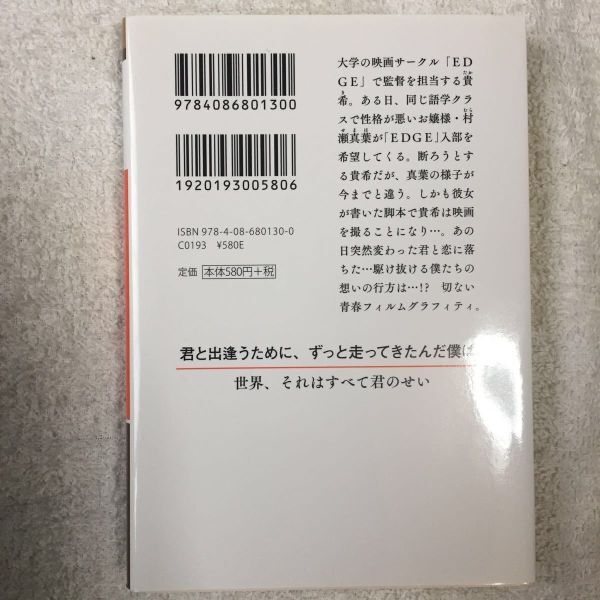 9784086801300
1920193005806
ISBN 978-4-08-680130-0
C0193 ¥580E
定価 本体580円+税
大学の映画サークル「ED
GE」で監督を担当する貴
希。ある日、同じ語学クラ
スで性格が悪いお嬢様・村
瀬真葉が「EDGE」入部を
希望してくる。断ろうとす
る貴希だが、真葉の様子が
今までと違う。しかも彼女
が書いた脚本で貴希は映画
を撮ることになり…。あの
日突然変わった君と恋に落
ちた…駆け抜ける僕たちの
想いの行方は…!? 切ない
青春フィルムグラフィティ。
君と出逢うために、ずっと走ってきたんだ僕は
世界、それはすべて君のせい